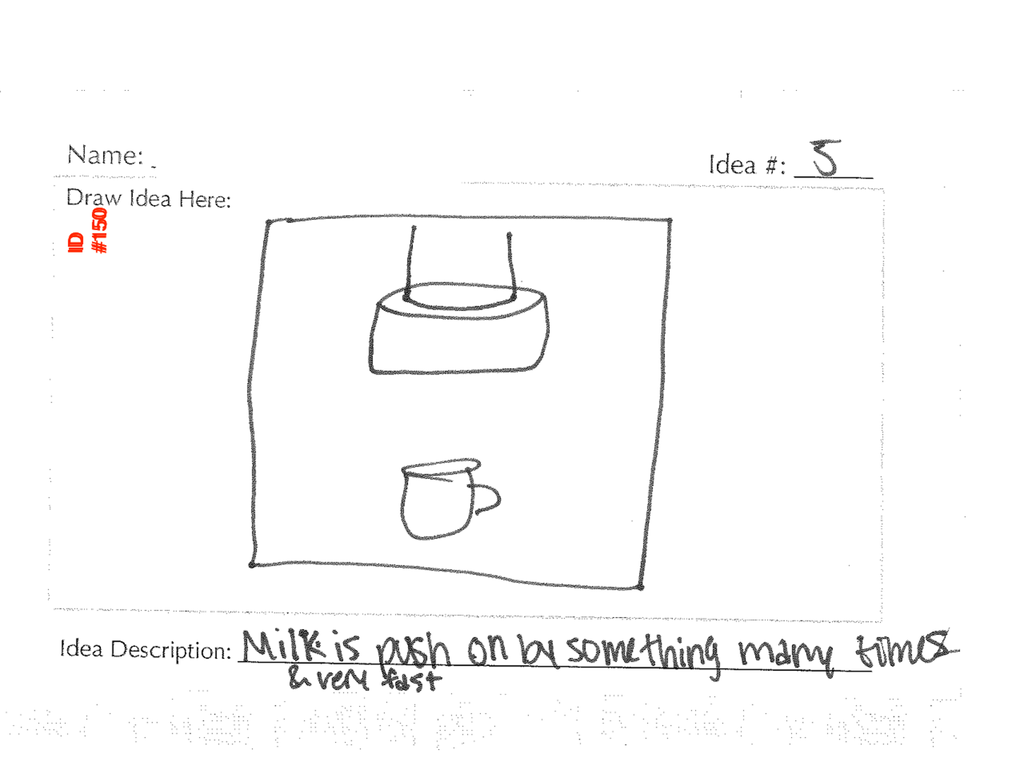 Name:
Idea #: 5
Draw Idea Here:
ID
#150
Idea Description: Milk is push on by something many times
& very fast